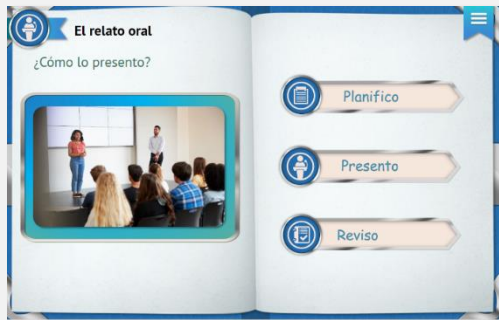 El relato oral
¿Cómo lo presento?
Planifico
Presento
Reviso